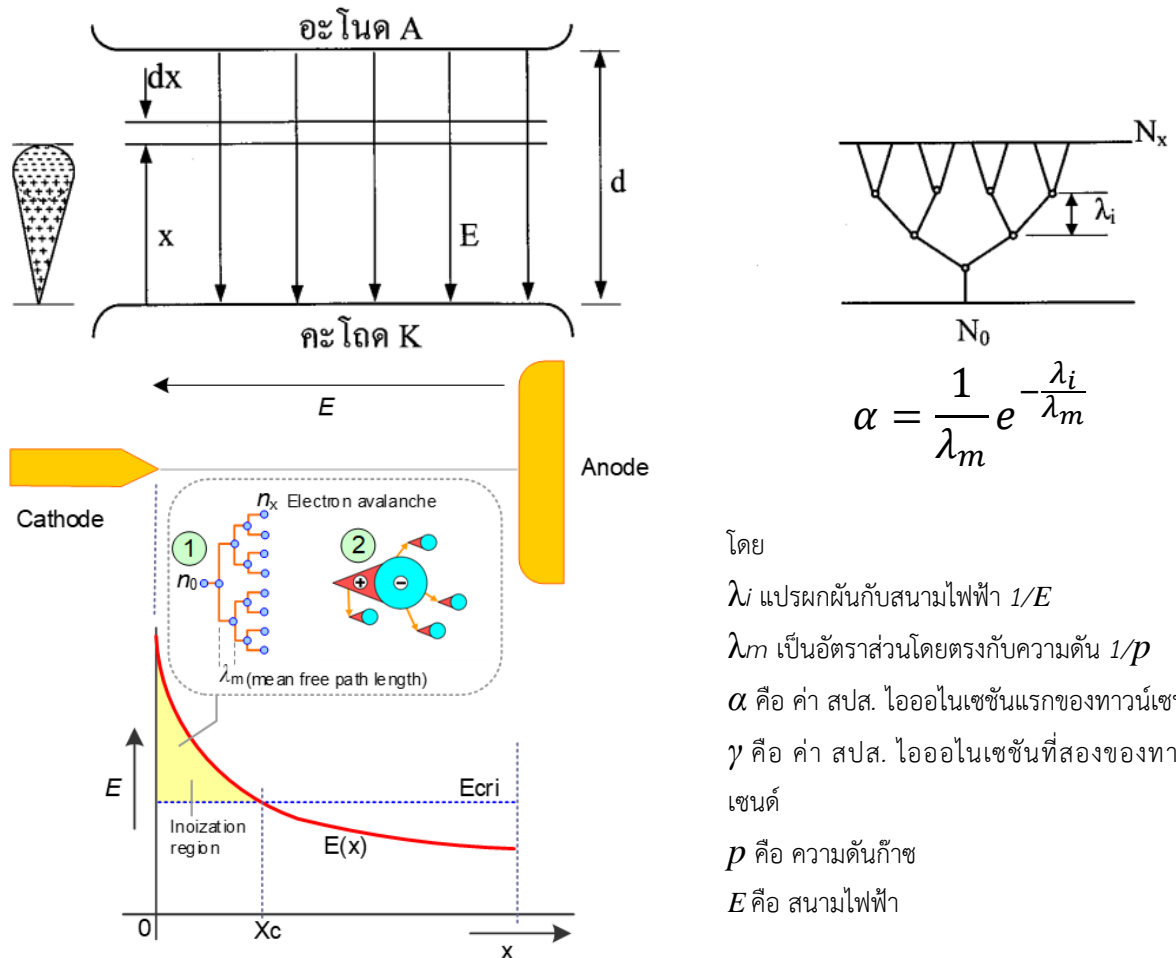 อะโนด A
dx
x
E
d
คะโถด K
N_x
λ_i
N_0
α = \frac{1}{λ_m} e^{-\frac{λ_i}{λ_m}}
E
Cathode
Anode
n_x Electron avalanche
1
2
n_0
+
−
λ_m (mean free path length)
E
Ecri
Inoization
region
E(x)
0
Xc
x
โดย
λi แปรผกผันกับสนามไฟฟ้า 1/E
λm เป็นอัตราส่วนโดยตรงกับความดัน 1/p
α คือ ค่า สปส. ไอออไนเซชันแรกของทาวน์เซ
γ คือ ค่า สปส. ไอออไนเซชันที่สองของทา
เซนด์
p คือ ความดันก๊าซ
E คือ สนามไฟฟ้า